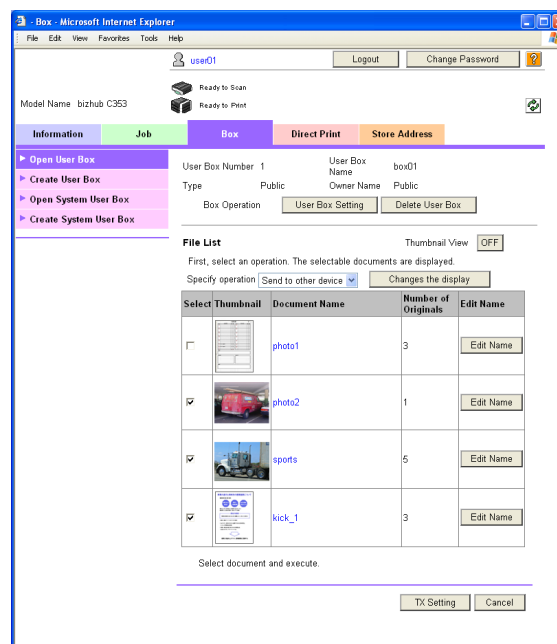 - Box - Microsoft Internet Explorer
File Edit View Favorites Tools Help
user01 Logout Change Password ?
Ready to Scan
Model Name bizhub C353 Ready to Print
Information Job Box Direct Print Store Address
Open User Box
Create User Box
Open System User Box
Create System User Box
User Box Number 1 User Box Name box01
Type Public Owner Name Public
Box Operation User Box Setting Delete User Box
File List Thumbnail View OFF
First, select an operation. The selectable documents are displayed.
Specify operation Send to other device Changes the display
Select Thumbnail Document Name Number of Originals Edit Name
photo1 3 Edit Name
photo2 1 Edit Name
sports 5 Edit Name
kick_1 3 Edit Name
Select document and execute.
TX Setting Cancel